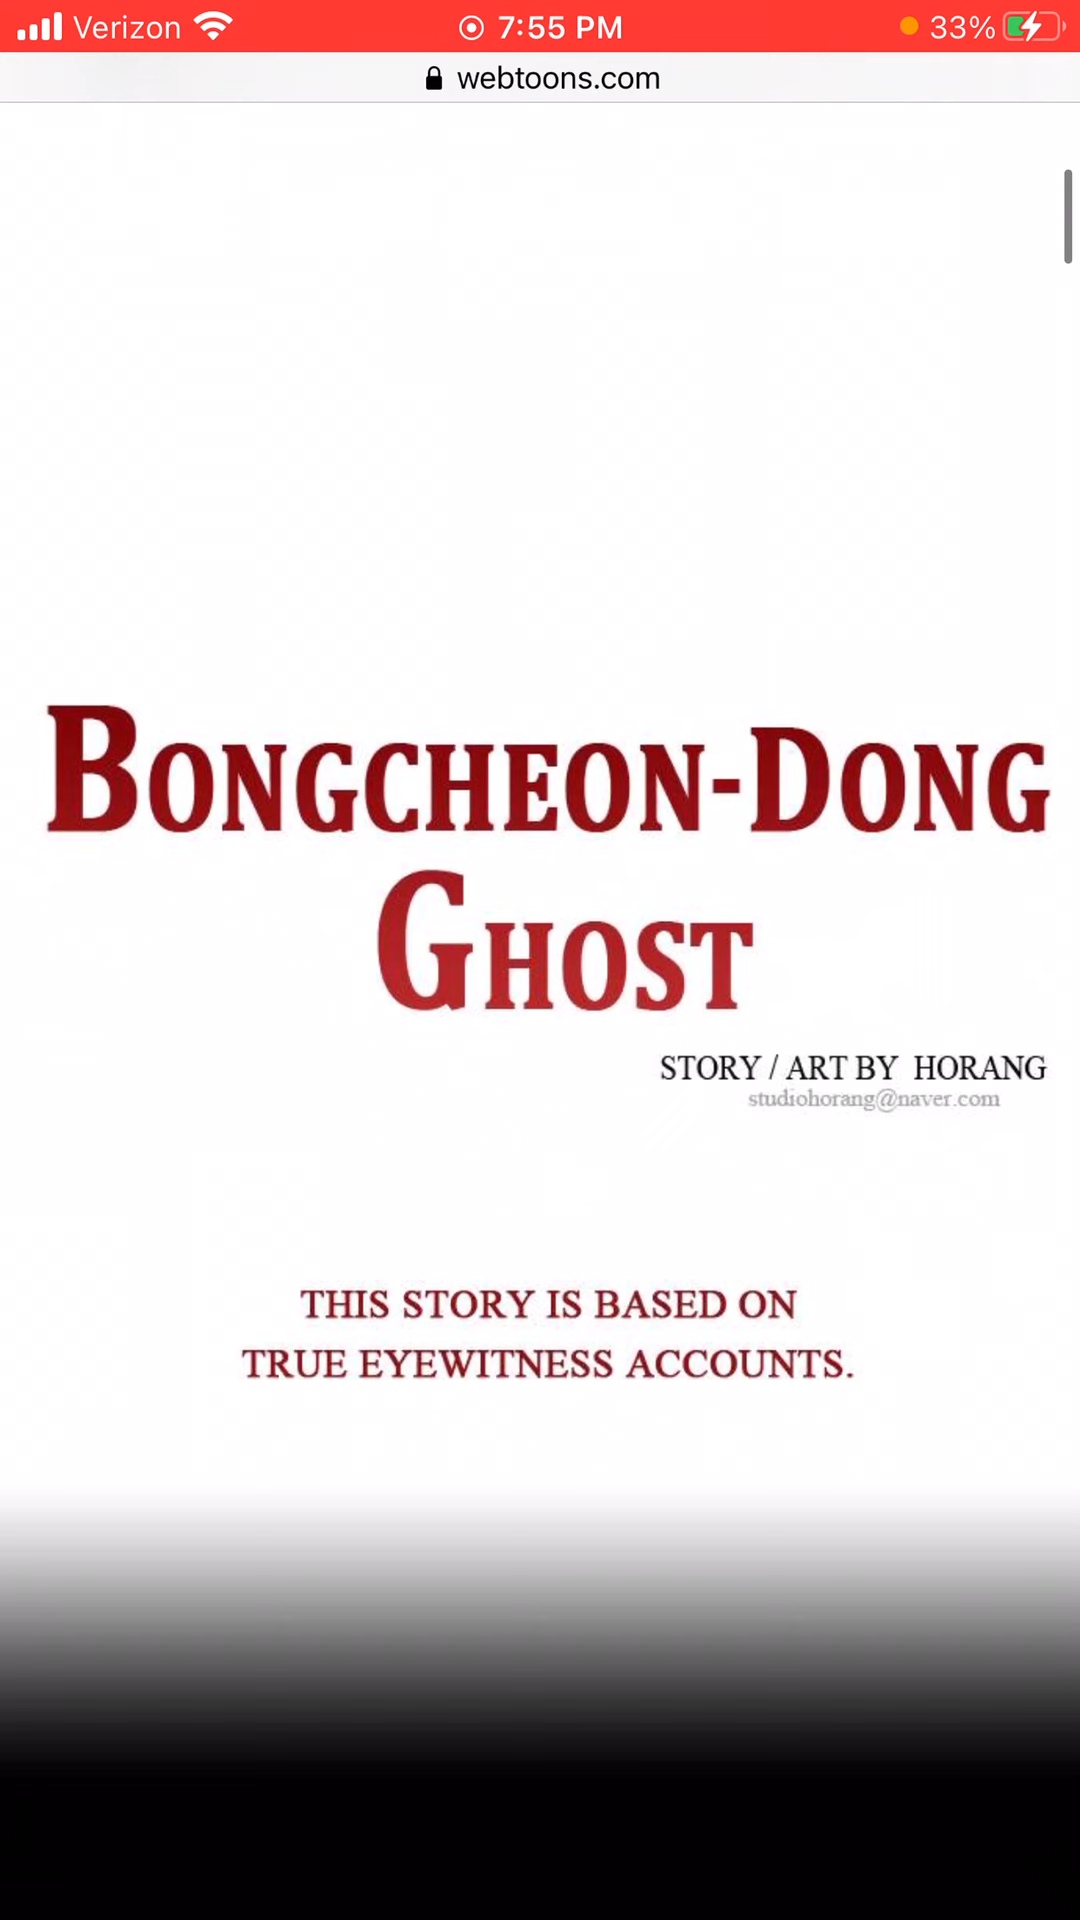 Verizon 7:55 PM 33%
webtoons.com
BONGCHEON-DONG
GHOST
STORY / ART BY HORANG
studiohorang@naver.com
THIS STORY IS BASED ON
TRUE EYEWITNESS ACCOUNTS.